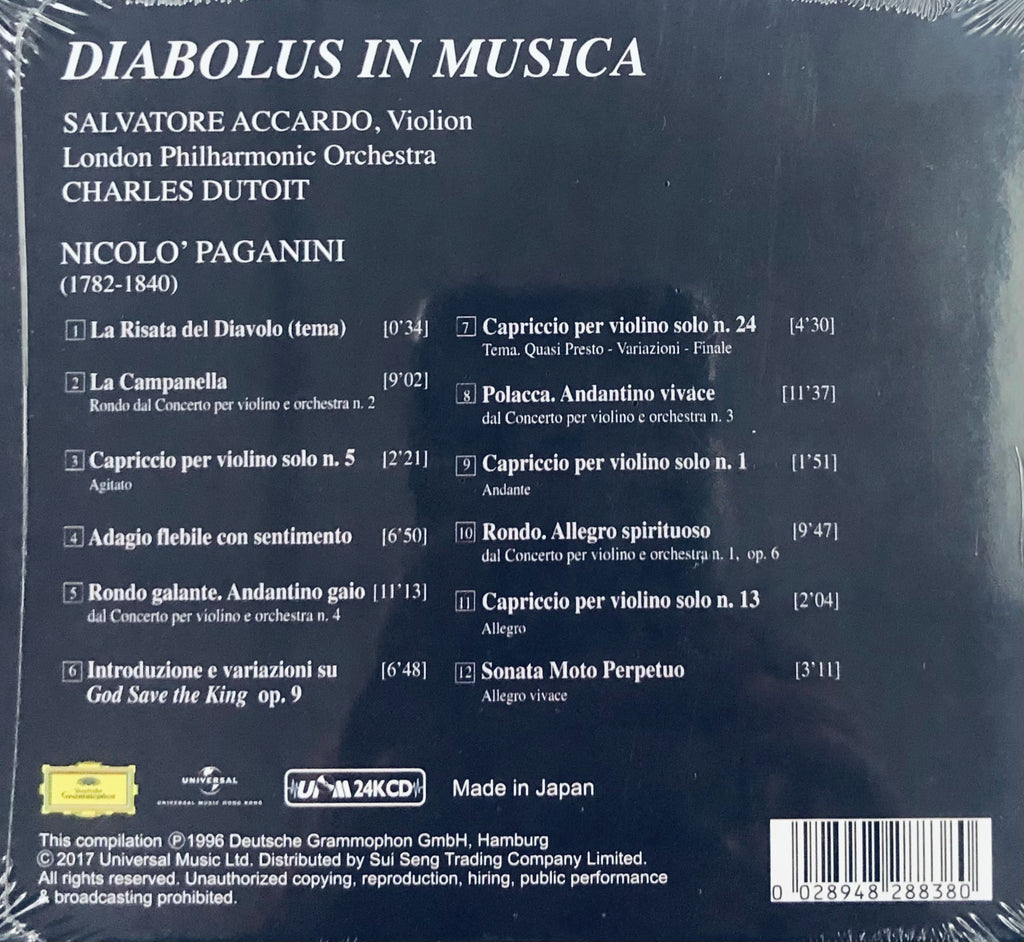 DIABOLUS IN MUSICA
SALVATORE ACCARDO, Violion
London Philharmonic Orchestra
CHARLES DUTOIT
NICOLO’ PAGANINI
(1782-1840)
1 La Risata del Diavolo (tema) [0’34]
2 La Campanella [9’02]
Rondo dal Concerto per violino e orchestra n. 2
3 Capriccio per violino solo n. 5 [2’21]
Agitato
4 Adagio flebile con sentimento [6’50]
5 Rondo galante. Andantino gaio [11’13]
dal Concerto per violino e orchestra n. 4
6 Introduzione e variazioni su [6’48]
God Save the King op. 9
7 Capriccio per violino solo n. 24 [4’30]
Tema. Quasi Presto - Variazioni - Finale
8 Polacca. Andantino vivace [11’37]
dal Concerto per violino e orchestra n. 3
9 Capriccio per violino solo n. 1 [1’51]
Andante
10 Rondo. Allegro spirituoso [9’47]
dal Concerto per violino e orchestra n. 1, op. 6
11 Capriccio per violino solo n. 13 [2’04]
Allegro
12 Sonata Moto Perpetuo [3’11]
Allegro vivace
Deutsche
Grammophon
UNIVERSAL
UNIVERSAL MUSIC HONG KONG
UM 24KCD
Made in Japan
This compilation Ⓟ1996 Deutsche Grammophon GmbH, Hamburg
© 2017 Universal Music Ltd. Distributed by Sui Seng Trading Company Limited.
All rights reserved. Unauthorized copying, reproduction, hiring, public performance
& broadcasting prohibited.
0 028948 288380